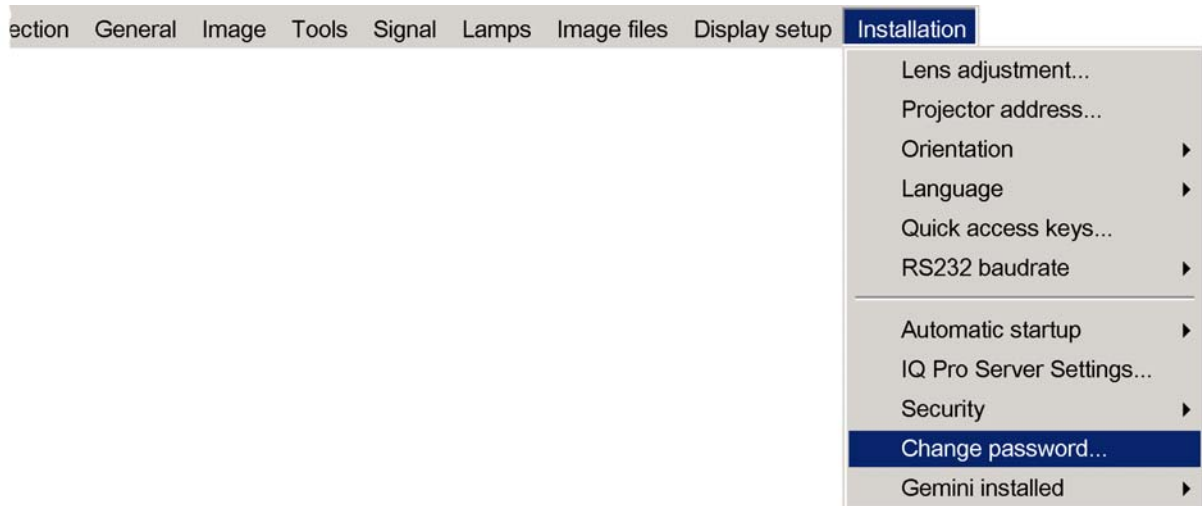 ection General Image Tools Signal Lamps Image files Display setup Installation
Lens adjustment...
Projector address...
Orientation
Language
Quick access keys...
RS232 baudrate
Automatic startup
IQ Pro Server Settings...
Security
Change password...
Gemini installed